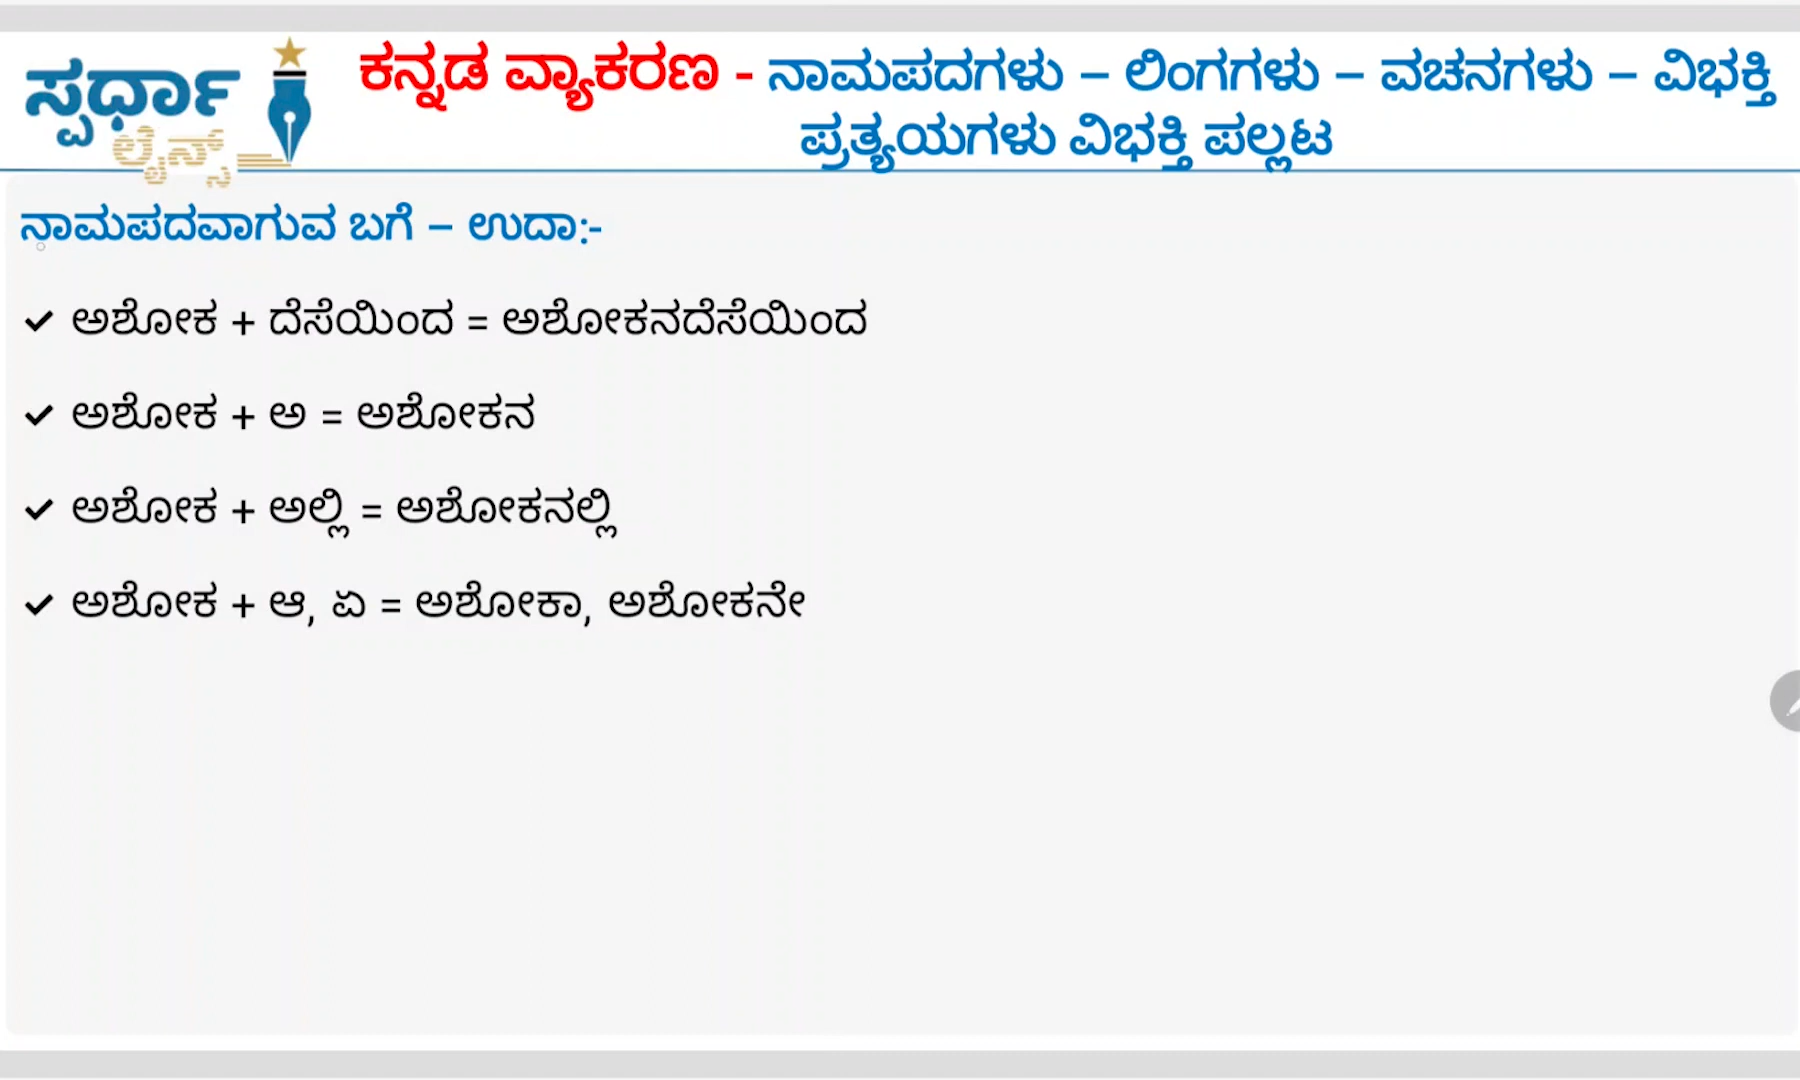 ಸ್ಪರ್ಧಾ
ಲೈನ್ಸ್
ಕನ್ನಡ ವ್ಯಾಕರಣ - ನಾಮಪದಗಳು – ಲಿಂಗಗಳು – ವಚನಗಳು – ವಿಭಕ್ತಿ
ಪ್ರತ್ಯಯಗಳು ವಿಭಕ್ತಿ ಪಲ್ಲಟ
ನಾಮಪದವಾಗುವ ಬಗೆ – ಉದಾ:-
✓ ಅಶೋಕ + ದೆಸೆಯಿಂದ = ಅಶೋಕನದೆಸೆಯಿಂದ
✓ ಅಶೋಕ + ಅ = ಅಶೋಕನ
✓ ಅಶೋಕ + ಅಲ್ಲಿ = ಅಶೋಕನಲ್ಲಿ
✓ ಅಶೋಕ + ಆ, ಏ = ಅಶೋಕಾ, ಅಶೋಕನೇ